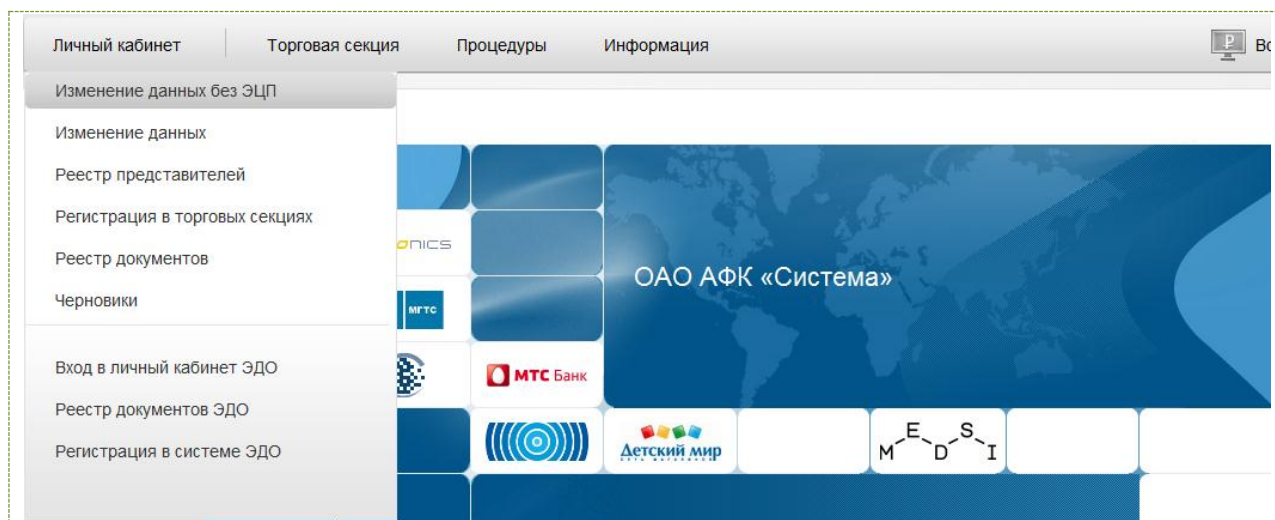 Личный кабинет Торговая секция Процедуры Информация
Изменение данных без ЭЦП
Изменение данных
Реестр представителей
Регистрация в торговых секциях
Реестр документов
Черновики
Вход в личный кабинет ЭДО
Реестр документов ЭДО
Регистрация в системе ЭДО
ОАО АФК «Система»
МГТС
МТС Банк
Детский мир
MEDSI